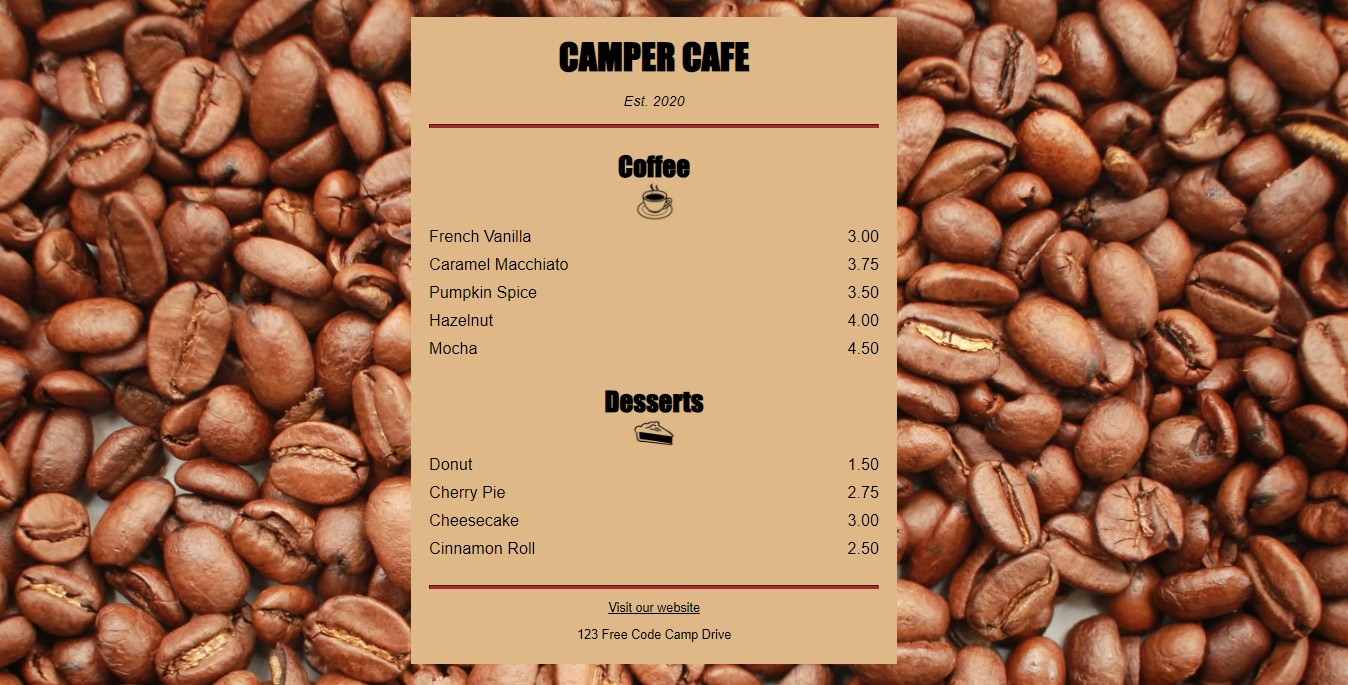 CAMPER CAFE
Est. 2020
Coffee
French Vanilla 3.00
Caramel Macchiato 3.75
Pumpkin Spice 3.50
Hazelnut 4.00
Mocha 4.50
Desserts
Donut 1.50
Cherry Pie 2.75
Cheesecake 3.00
Cinnamon Roll 2.50
Visit our website
123 Free Code Camp Drive